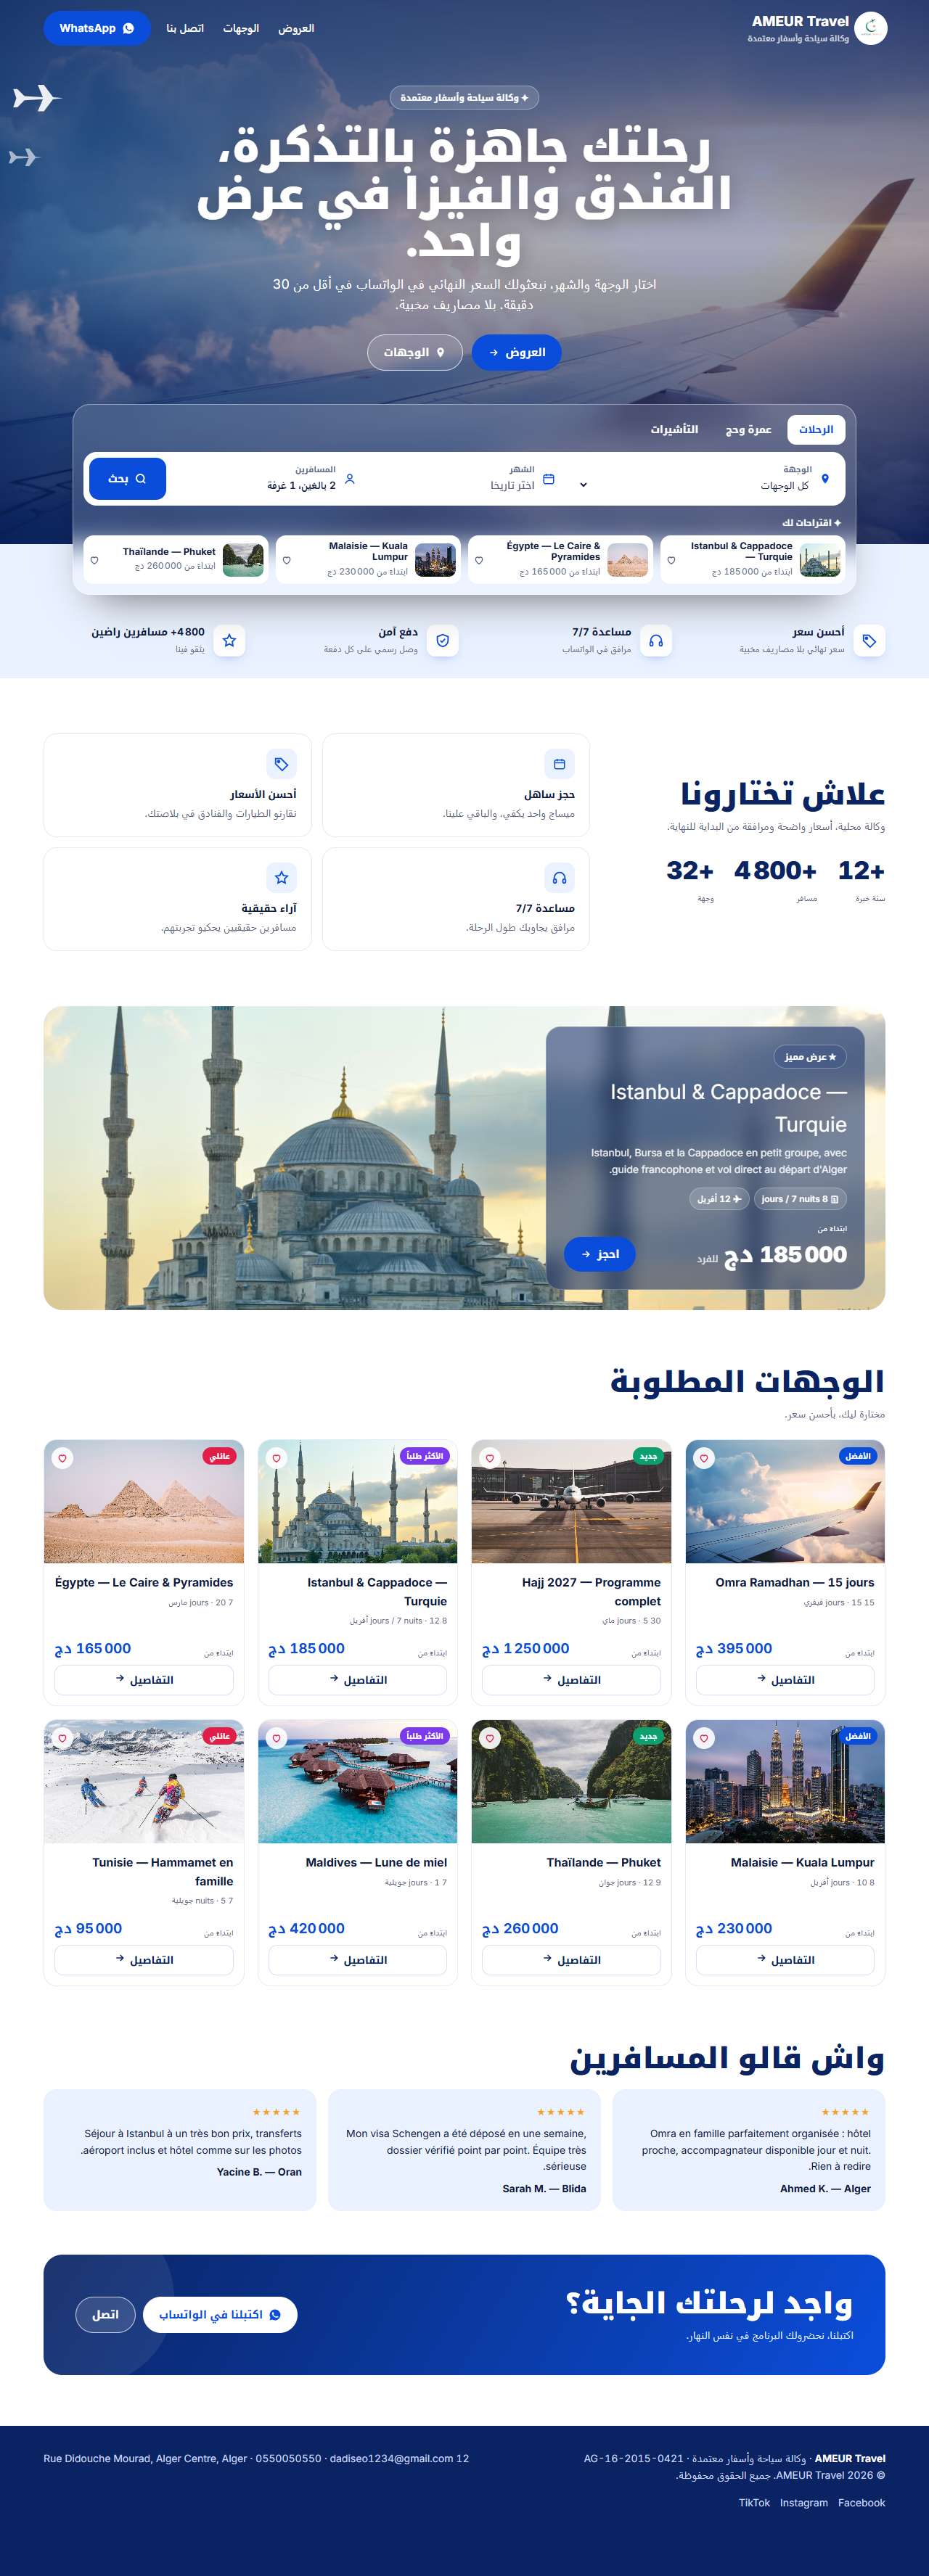 AMEUR Travel
وكالة سياحة وأسفار معتمدة
العروض
الوجهات
اتصل بنا
WhatsApp
✦ وكالة سياحة وأسفار معتمدة
رحلتك جاهزة بالتذكرة،
الفندق والفيزا في عرض
واحد.
اختار الوجهة والشهر، نبعثولك السعر النهائي في الواتساب في أقل من 30
دقيقة. بلا مصاريف مخبية.
العروض →
الوجهات
الرحلات
عمرة وحج
التأشيرات
الوجهة
كل الوجهات
الشهر
اختر تاريخا
المسافرين
2 بالغين، 1 غرفة
بحث
✦ اقتراحات لك
Istanbul & Cappadoce
— Turquie
ابتداءً من 185 000 دج
Égypte — Le Caire &
Pyramides
ابتداءً من 165 000 دج
Malaisie — Kuala
Lumpur
ابتداءً من 230 000 دج
Thaïlande — Phuket
ابتداءً من 260 000 دج
أحسن سعر
سعر نهائي بلا مصاريف مخبية
مساعدة 7/7
مرافق في الواتساب
دفع آمن
وصل رسمي على كل دفعة
+4 800 مسافرين راضين
يثقو فينا
علاش تختارونا
وكالة محلية، أسعار واضحة ومرافقة من البداية للنهاية.
+12
سنة خبرة
+4 800
مسافر
+32
وجهة
حجز ساهل
ميساج واحد يكفي، والباقي علينا.
أحسن الأسعار
نقارنو الطيارات والفنادق في بلاصتك.
مساعدة 7/7
مرافق يجاوبك طول الرحلة.
آراء حقيقية
مسافرين حقيقيين يحكيو تجربتهم.
★ عرض مميز
Istanbul & Cappadoce —
Turquie
Istanbul, Bursa et la Cappadoce en petit groupe, avec
guide francophone et vol direct au départ d'Alger.
8 jours / 7 nuits
12 أفريل
ابتداءً من
185 000 دج للفرد
احجز →
الوجهات المطلوبة
مختارة ليك، بأحسن سعر.
الأفضل
Omra Ramadhan — 15 jours
15 jours · 15 فيفري
ابتداءً من
395 000 دج
التفاصيل →
جديد
Hajj 2027 — Programme
complet
30 jours · 5 ماي
ابتداءً من
1 250 000 دج
التفاصيل →
الأكثر طلباً
Istanbul & Cappadoce —
Turquie
8 jours / 7 nuits · 12 أفريل
ابتداءً من
185 000 دج
التفاصيل →
عائلي
Égypte — Le Caire & Pyramides
7 jours · 20 مارس
ابتداءً من
165 000 دج
التفاصيل →
الأفضل
Malaisie — Kuala Lumpur
8 jours · 10 أفريل
ابتداءً من
230 000 دج
التفاصيل →
جديد
Thaïlande — Phuket
9 jours · 12 جوان
ابتداءً من
260 000 دج
التفاصيل →
الأكثر طلباً
Maldives — Lune de miel
7 jours · 1 جويلية
ابتداءً من
420 000 دج
التفاصيل →
عائلي
Tunisie — Hammamet en
famille
7 nuits · 5 جويلية
ابتداءً من
95 000 دج
التفاصيل →
واش قالو المسافرين
★★★★★
Omra en famille parfaitement organisée : hôtel
proche, accompagnateur disponible jour et nuit.
Rien à redire.
Ahmed K. — Alger
★★★★★
Mon visa Schengen a été déposé en une semaine,
dossier vérifié point par point. Équipe très
sérieuse.
Sarah M. — Blida
★★★★★
Séjour à Istanbul à un très bon prix, transferts
aéroport inclus et hôtel comme sur les photos.
Yacine B. — Oran
واجد لرحلتك الجاية؟
اكتبلنا، نحضرولك البرنامج في نفس النهار.
اكتبلنا في الواتساب
اتصل
AMEUR Travel · وكالة سياحة وأسفار معتمدة · AG-16-2015-0421
© 2026 AMEUR Travel. جميع الحقوق محفوظة.
Facebook Instagram TikTok
12 Rue Didouche Mourad, Alger Centre, Alger · 0550050550 · dadiseo1234@gmail.com